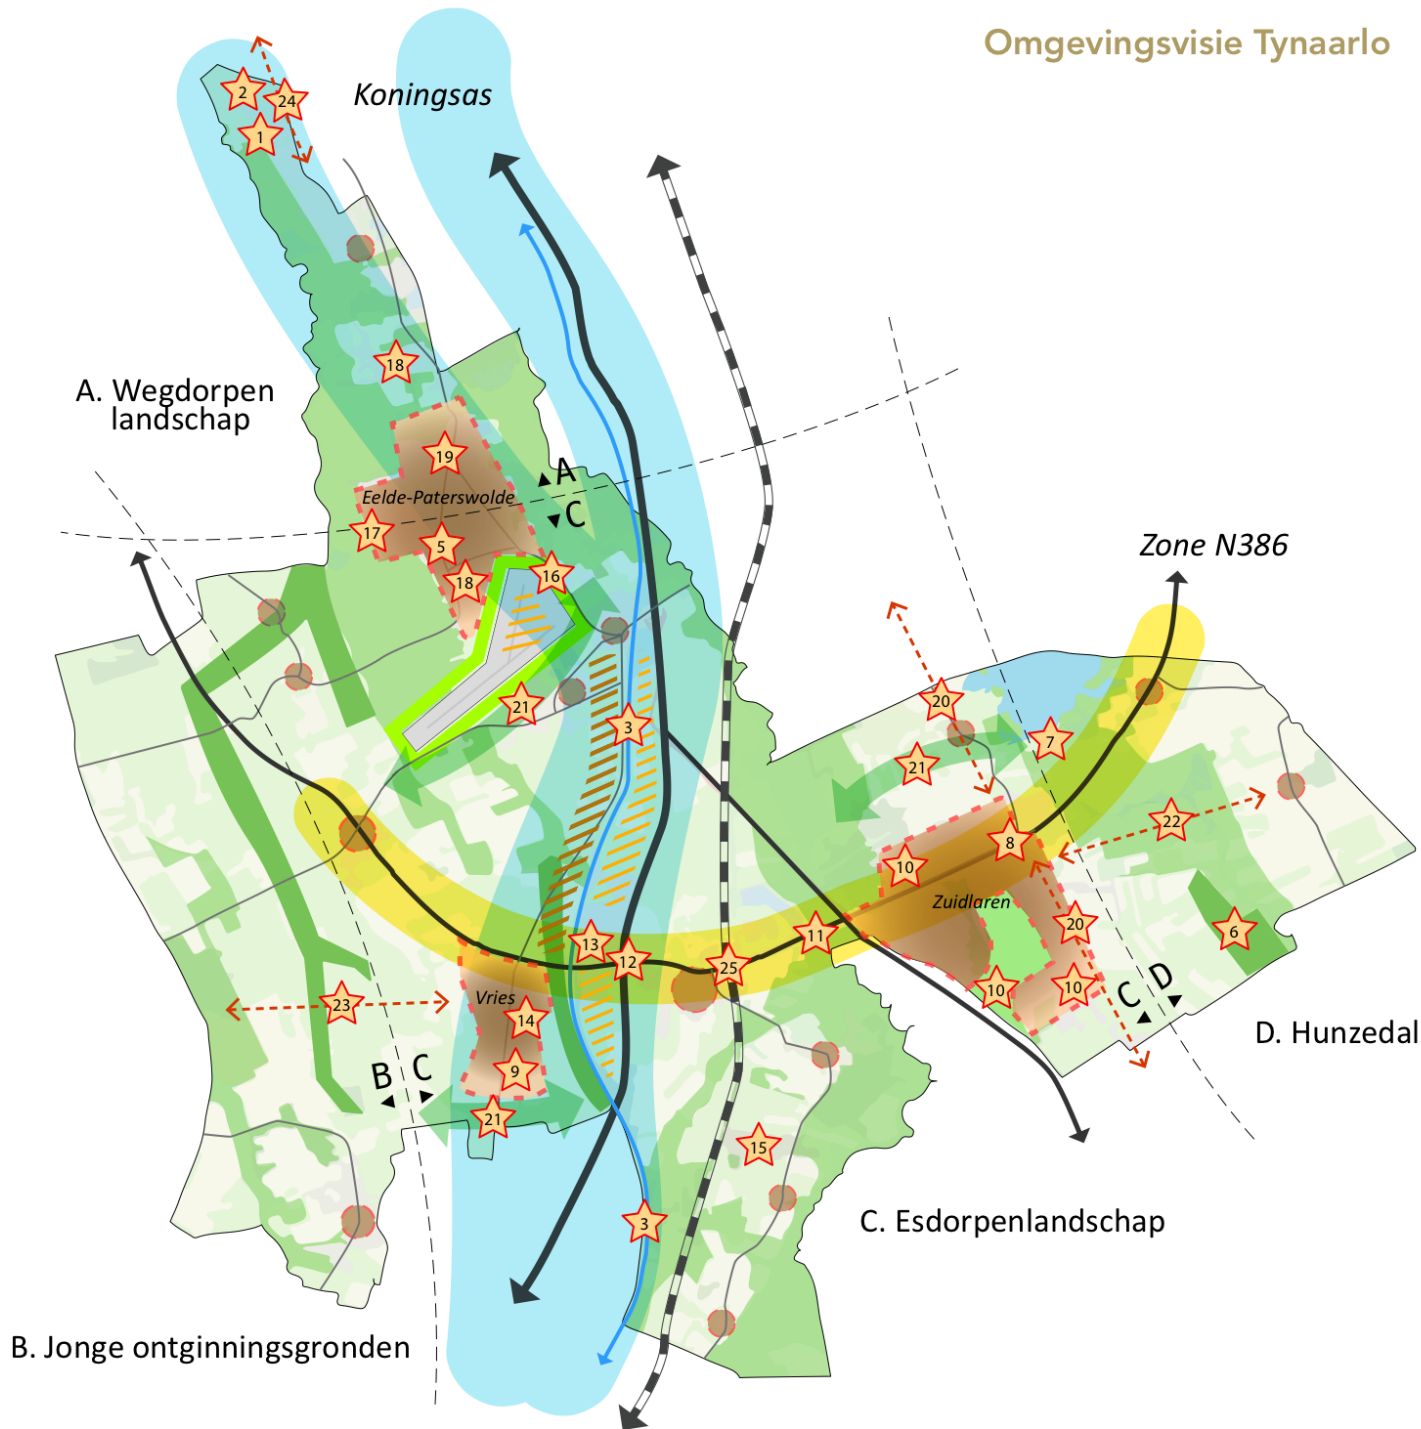 Omgevingsvisie Tynaarlo
2
24
Koningsas
1
18
A. Wegdorpen
landschap
19
A
Eelde-Paterswolde
C
17
5
Zone N386
18
16
20
21
3
7
21
22
8
10
Zuidlaren
20
6
11
13
12
25
10
10
Vries
23
14
C
D
D. Hunzedal
B
C
9
21
15
3
C. Esdorpenlandschap
B. Jonge ontginningsgronden